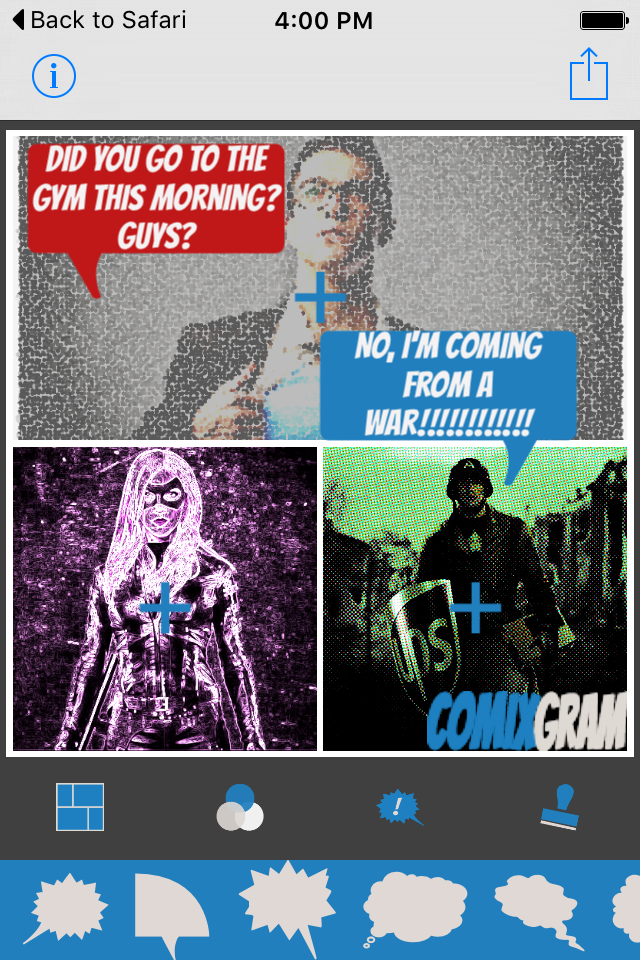 Back to Safari
4:00 PM
i
DID YOU GO TO THE
GYM THIS MORNING?
GUYS?
NO, I'M COMING
FROM A
WAR!!!!!!!!!!!!
A
OS
COMIXGRAM
!